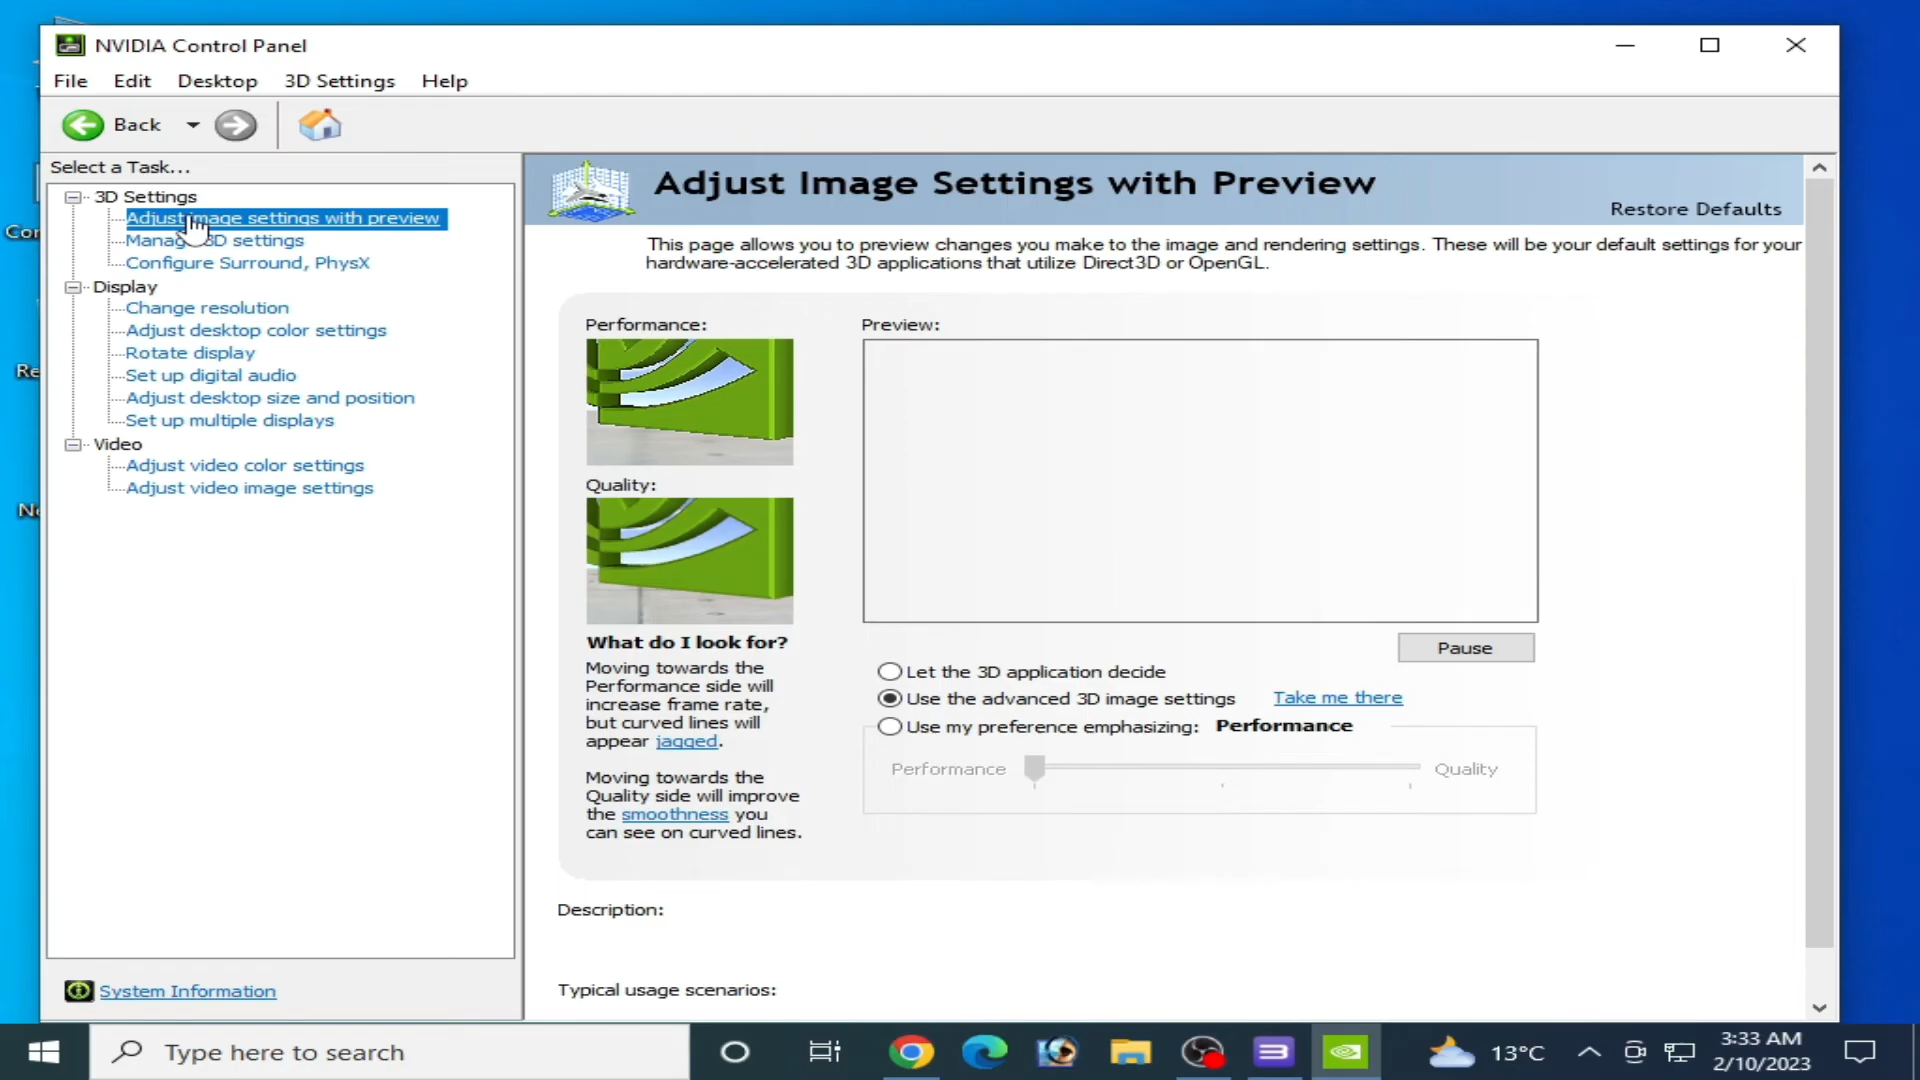 NVIDIA Control Panel
File Edit Desktop 3D Settings Help
Back
Select a Task...
3D Settings
Adjust image settings with preview
Manage 3D settings
Configure Surround, PhysX
Display
Change resolution
Adjust desktop color settings
Rotate display
Set up digital audio
Adjust desktop size and position
Set up multiple displays
Video
Adjust video color settings
Adjust video image settings
System Information
Adjust Image Settings with Preview
Restore Defaults
This page allows you to preview changes you make to the image and rendering settings. These will be your default settings for your
hardware-accelerated 3D applications that utilize Direct3D or OpenGL.
Performance:
Quality:
What do I look for?
Moving towards the
Performance side will
increase frame rate,
but curved lines will
appear jagged.
Moving towards the
Quality side will improve
the smoothness you
can see on curved lines.
Preview:
Pause
Let the 3D application decide
Use the advanced 3D image settings Take me there
Use my preference emphasizing: Performance
Performance Quality
Description:
Typical usage scenarios:
Type here to search
13°C
3:33 AM
2/10/2023